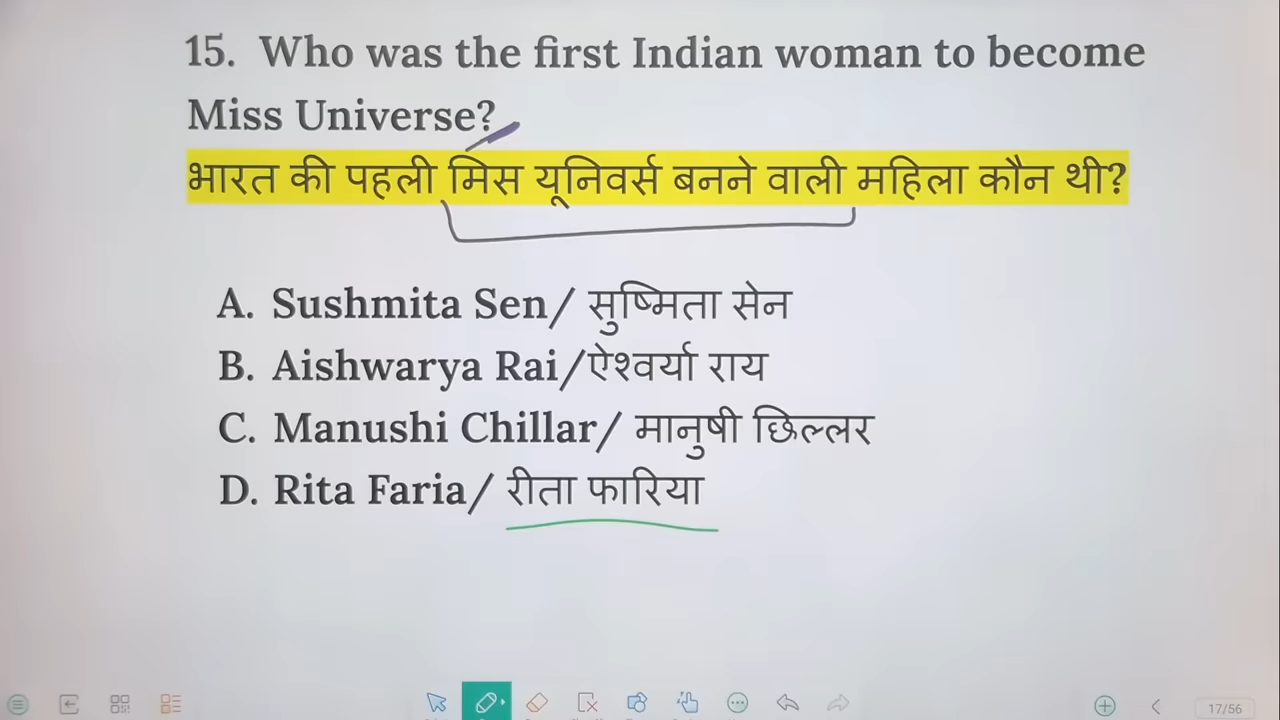 15. Who was the first Indian woman to become
Miss Universe?
भारत की पहली मिस यूनिवर्स बनने वाली महिला कौन थी?
A. Sushmita Sen/ सुष्मिता सेन
B. Aishwarya Rai/ऐश्वर्या राय
C. Manushi Chillar/ मानुषी छिल्लर
D. Rita Faria/ रीता फारिया
17/56